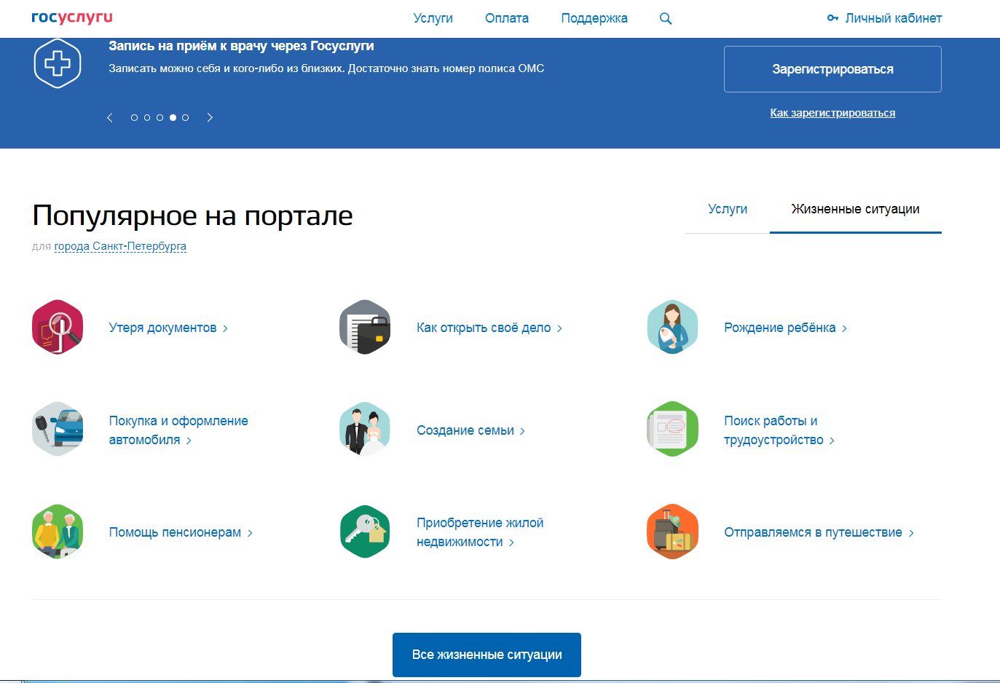 госуслуги
Услуги
Оплата
Поддержка
Личный кабинет
Запись на приём к врачу через Госуслуги
Записать можно себя и кого-либо из близких. Достаточно знать номер полиса ОМС
Зарегистрироваться
Как зарегистрироваться
Популярное на портале
для города Санкт-Петербурга
Услуги
Жизненные ситуации
Утеря документов
Как открыть своё дело
Рождение ребёнка
Покупка и оформление
автомобиля
Создание семьи
Поиск работы и
трудоустройство
Помощь пенсионерам
Приобретение жилой
недвижимости
Отправляемся в путешествие
Все жизненные ситуации